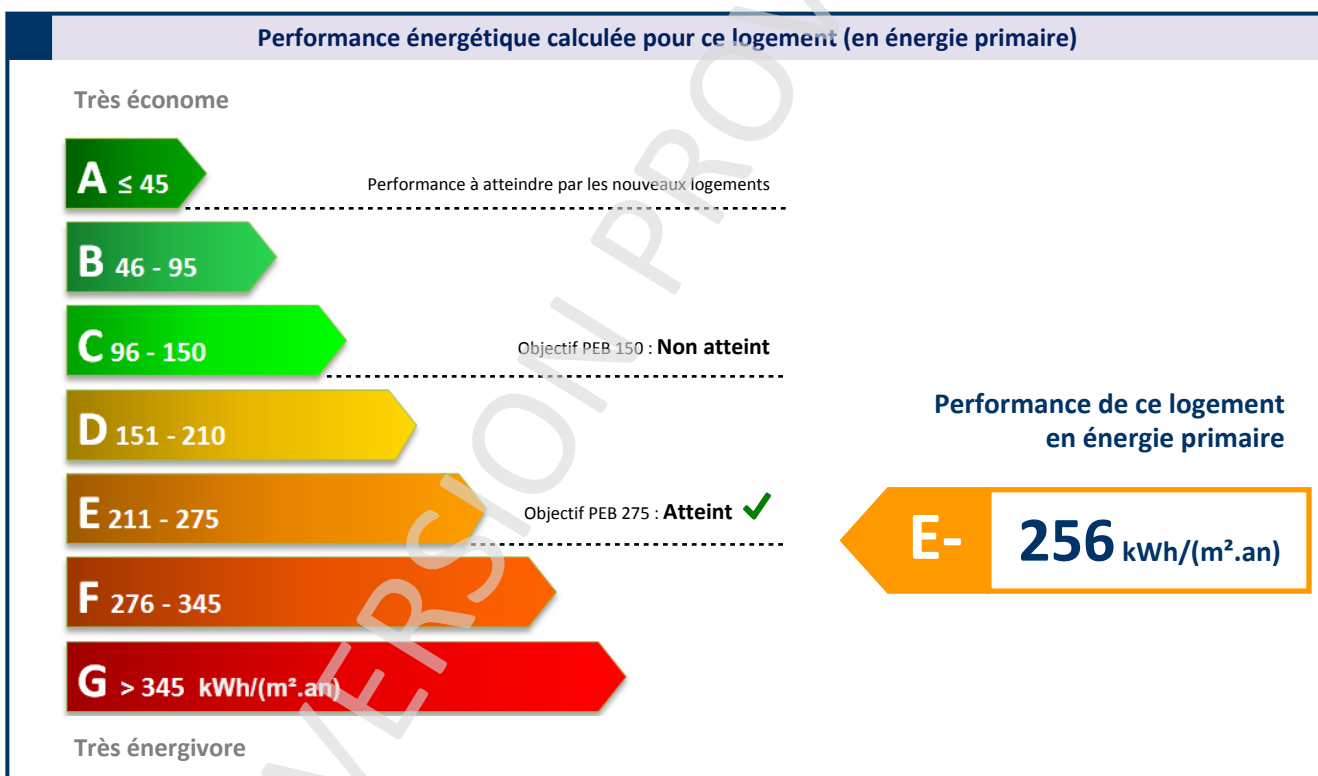 Performance énergétique calculée pour ce logement (en énergie primaire)
Très économe
A ≤ 45
Performance à atteindre par les nouveaux logements
B 46 - 95
C 96 - 150
Objectif PEB 150 : Non atteint
D 151 - 210
Performance de ce logement
en énergie primaire
E 211 - 275
Objectif PEB 275 : Atteint ✓
E- 256 kWh/(m².an)
F 276 - 345
G > 345 kWh/(m².an)
Très énergivore
VERSION PROV